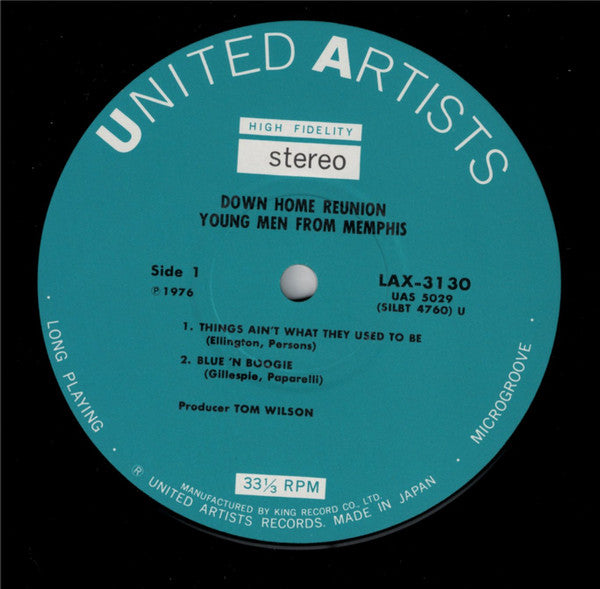 UNITED ARTISTS
HIGH FIDELITY
stereo
DOWN HOME REUNION
YOUNG MEN FROM MEMPHIS
Side 1
LAX-3130
Ⓟ 1976
UAS 5029
(SILBT 4760) U
1. THINGS AIN'T WHAT THEY USED TO BE
(Ellington, Persons)
2. BLUE 'N BOOGIE
(Gillespie, Paparelli)
Producer TOM WILSON
· LONG PLAYING ·
· MICROGROOVE ·
33⅓ RPM
MANUFACTURED BY KING RECORD CO., LTD.
® UNITED ARTISTS RECORDS. MADE IN JAPAN